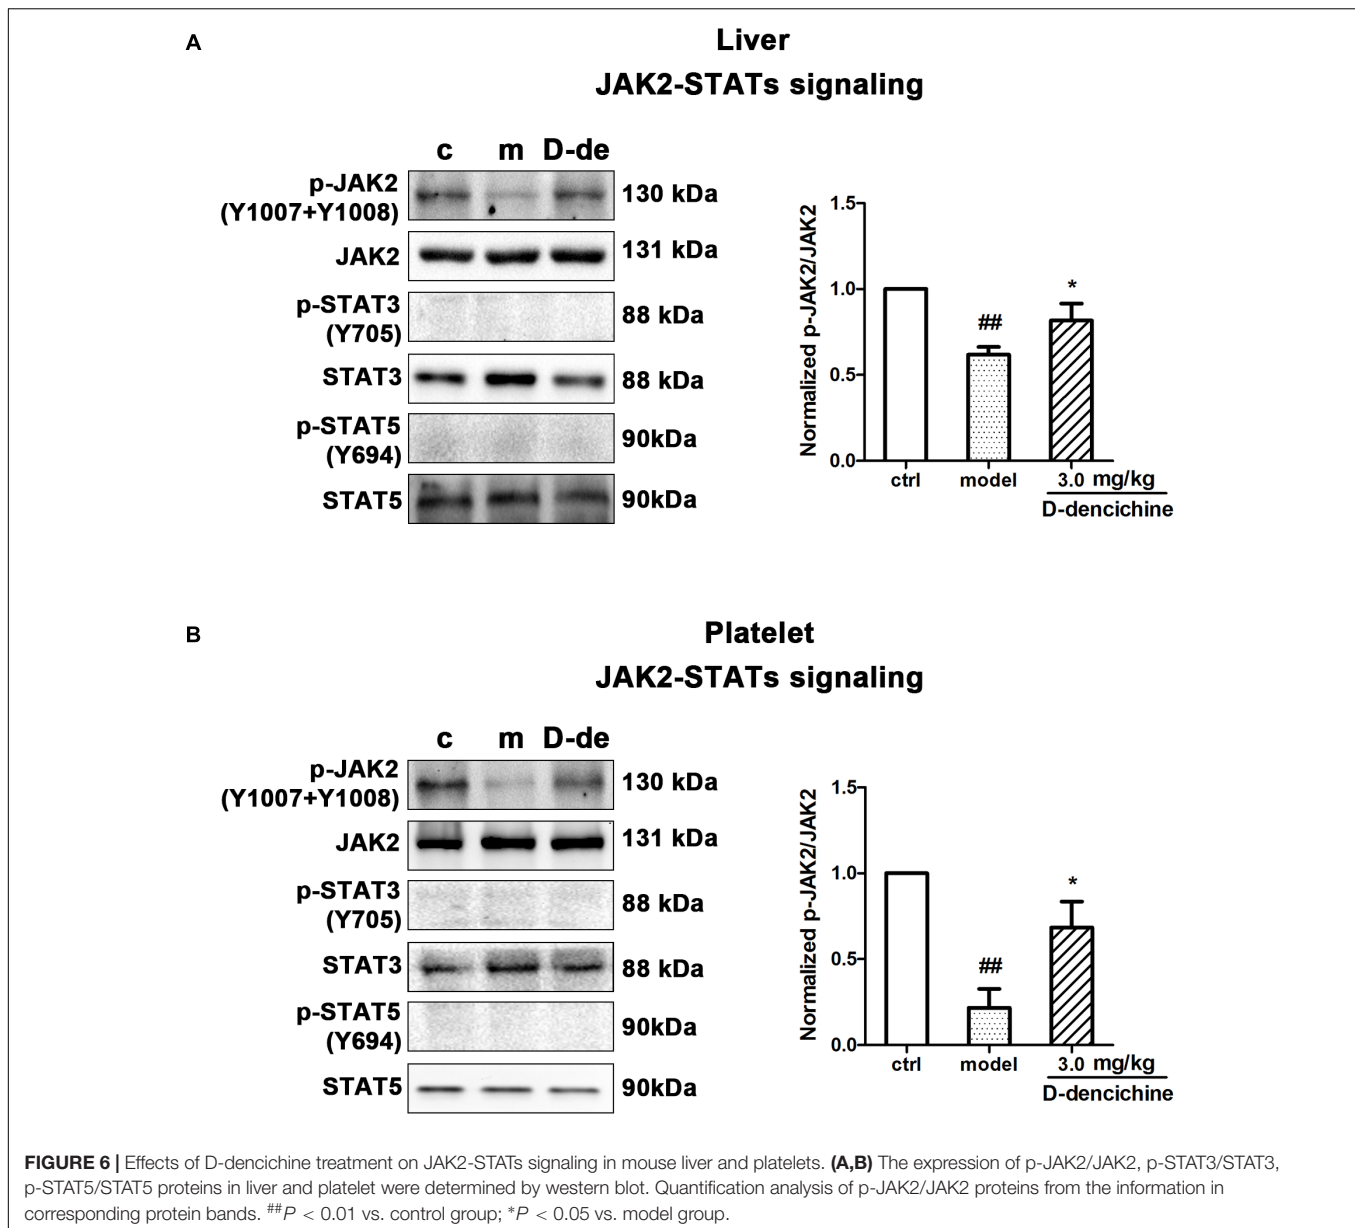 A
Liver
JAK2-STATs signaling
c m D-de
p-JAK2
(Y1007+Y1008)
130 kDa
JAK2
131 kDa
p-STAT3
(Y705)
88 kDa
STAT3
88 kDa
p-STAT5
(Y694)
90kDa
STAT5
90kDa
Normalized p-JAK2/JAK2
1.5
1.0
0.5
0.0
##
*
ctrl model 3.0 mg/kg
D-dencichine
B
Platelet
JAK2-STATs signaling
c m D-de
p-JAK2
(Y1007+Y1008)
130 kDa
JAK2
131 kDa
p-STAT3
(Y705)
88 kDa
STAT3
88 kDa
p-STAT5
(Y694)
90kDa
STAT5
90kDa
Normalized p-JAK2/JAK2
1.5
1.0
0.5
0.0
##
*
ctrl model 3.0 mg/kg
D-dencichine
FIGURE 6 | Effects of D-dencichine treatment on JAK2-STATs signaling in mouse liver and platelets. (A,B) The expression of p-JAK2/JAK2, p-STAT3/STAT3,
p-STAT5/STAT5 proteins in liver and platelet were determined by western blot. Quantification analysis of p-JAK2/JAK2 proteins from the information in
corresponding protein bands. ##P < 0.01 vs. control group; *P < 0.05 vs. model group.